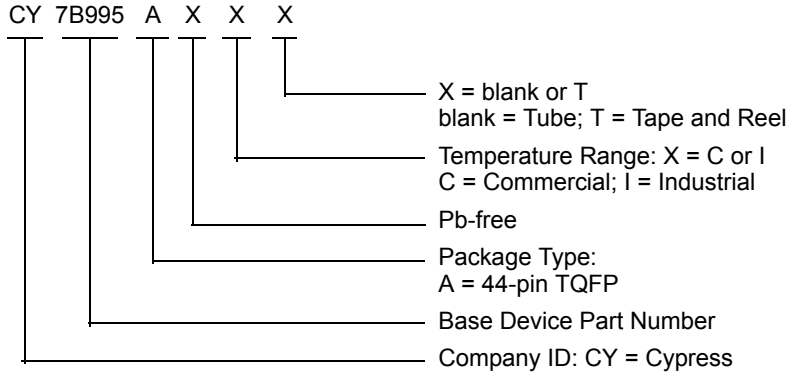 CY 7B995 A X X X
X = blank or T
blank = Tube; T = Tape and Reel
Temperature Range: X = C or I
C = Commercial; I = Industrial
Pb-free
Package Type:
A = 44-pin TQFP
Base Device Part Number
Company ID: CY = Cypress